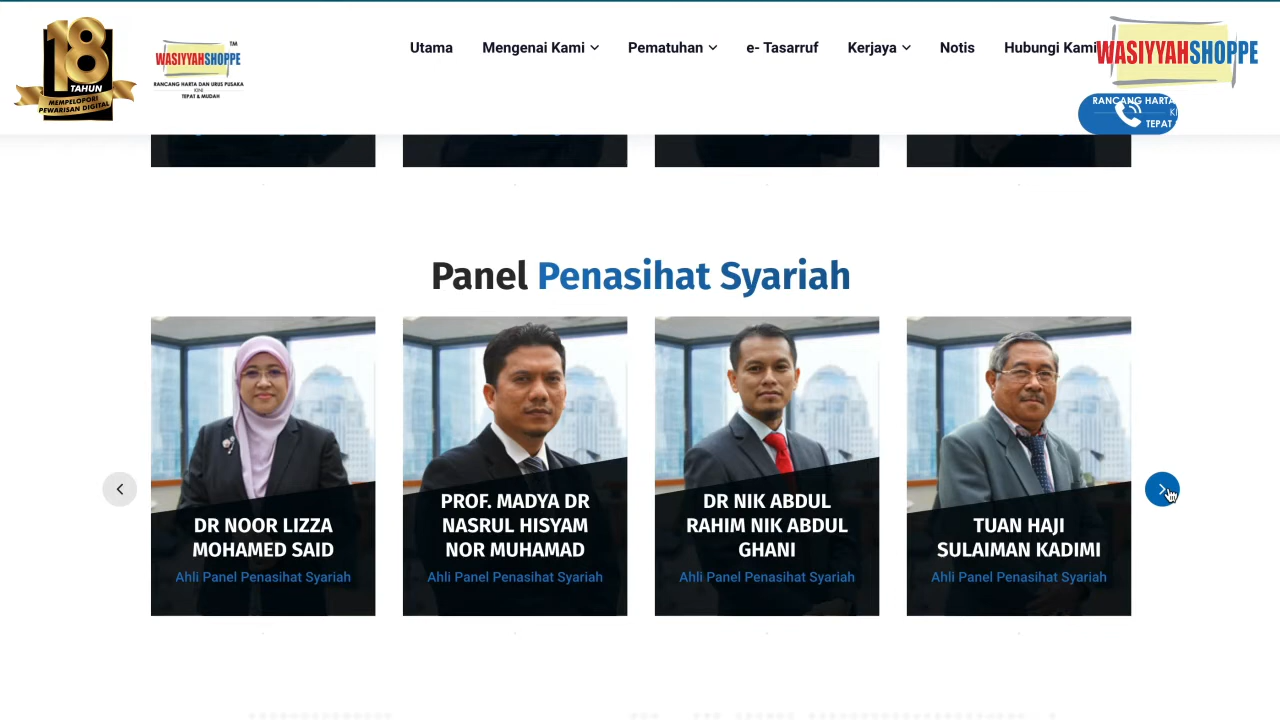 18
TAHUN
MEMPELOPORI
PEWARISAN DIGITAL
WASIYYAHSHOPPE
TM
RANCANG HARTA DAN URUS PUSAKA
KINI
TEPAT & MUDAH
Utama
Mengenai Kami
Pematuhan
e- Tasarruf
Kerjaya
Notis
Hubungi Kami
WASIYYAHSHOPPE
RANCANG HARTA
KI
TEPAT
Panel Penasihat Syariah
DR NOOR LIZZA
MOHAMED SAID
Ahli Panel Penasihat Syariah
PROF. MADYA DR
NASRUL HISYAM
NOR MUHAMAD
Ahli Panel Penasihat Syariah
DR NIK ABDUL
RAHIM NIK ABDUL
GHANI
Ahli Panel Penasihat Syariah
TUAN HAJI
SULAIMAN KADIMI
Ahli Panel Penasihat Syariah